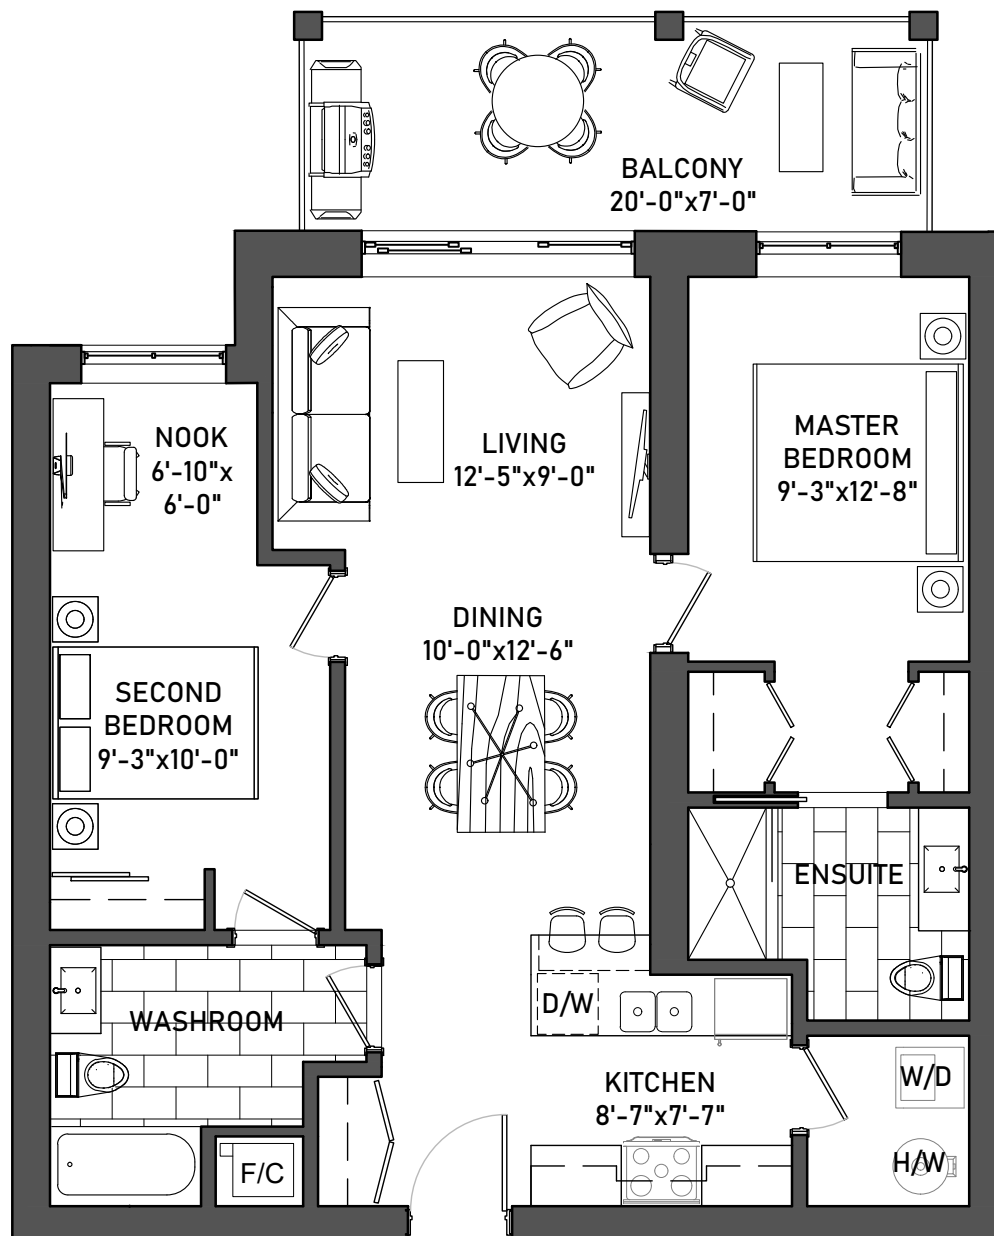 BALCONY
20'-0"x7'-0"
NOOK
6'-10"x
6'-0"
LIVING
12'-5"x9'-0"
MASTER
BEDROOM
9'-3"x12'-8"
DINING
10'-0"x12'-6"
SECOND
BEDROOM
9'-3"x10'-0"
ENSUITE
D/W
WASHROOM
KITCHEN
8'-7"x7'-7"
W/D
H/W
F/C